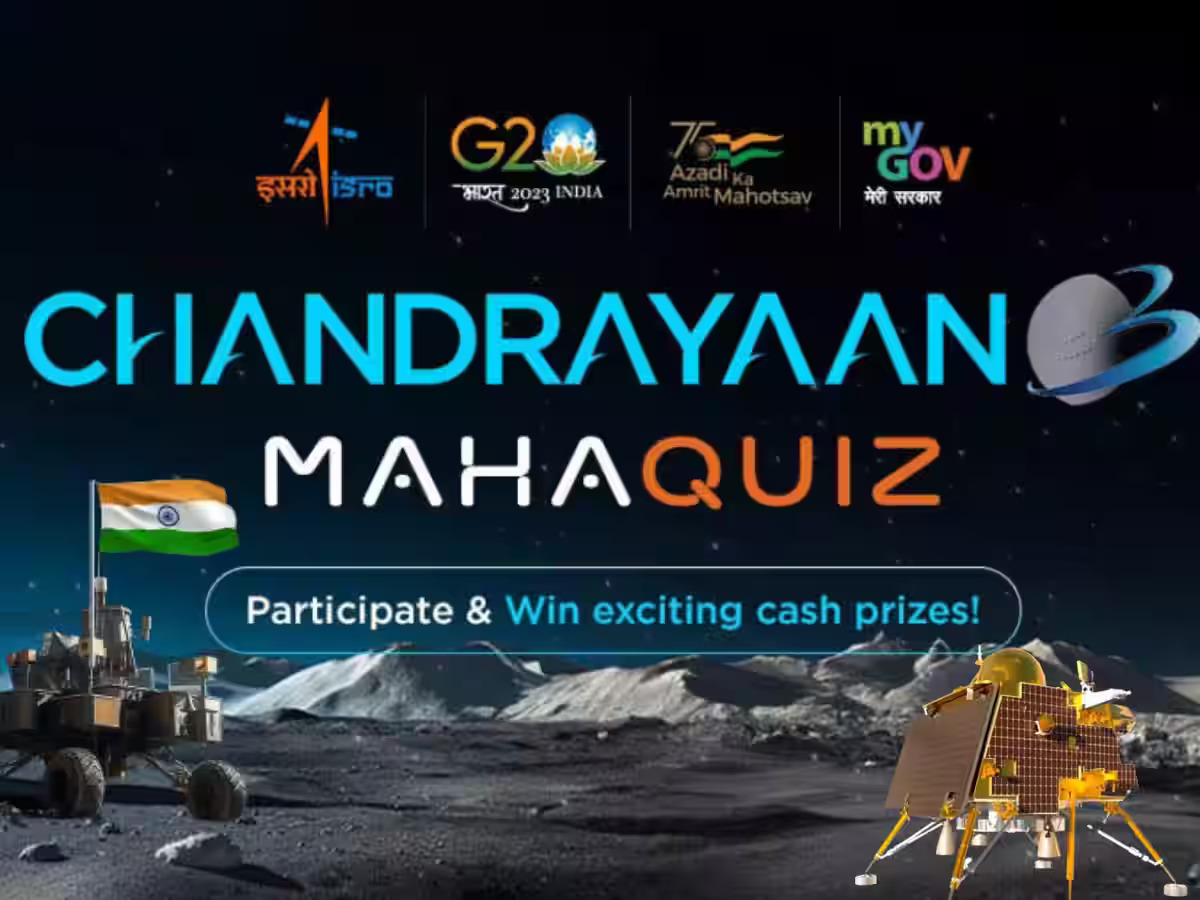 इसरो isro
G20
भारत 2023 INDIA
75
Azadi Ka
Amrit Mahotsav
my
GOV
मेरी सरकार
CHANDRAYAAN 3
MAHAQUIZ
Participate & Win exciting cash prizes!